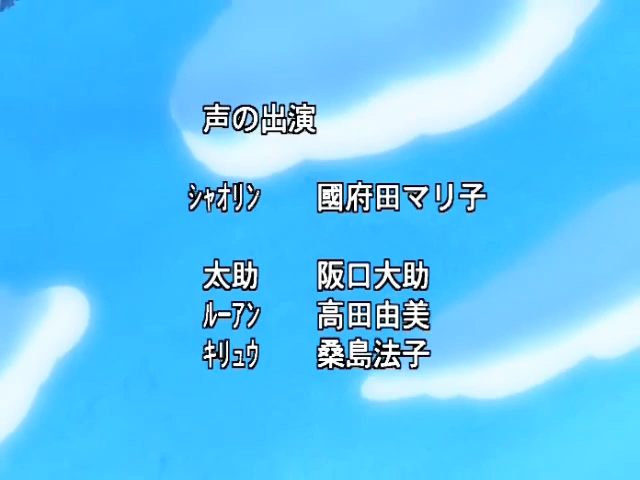 声の出演
ｼｬｵﾘﾝ 國府田マリ子
太助 阪口大助
ﾙｰｱﾝ 高田由美
ｷﾘｭｳ 桑島法子